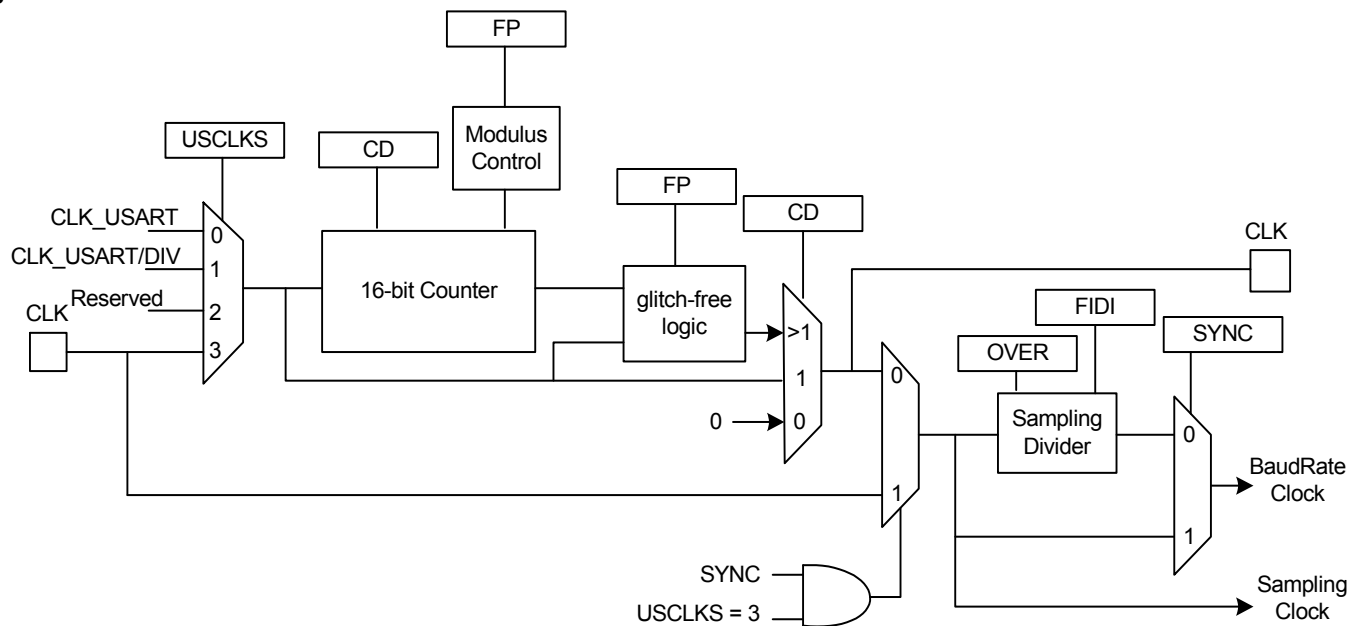 FP
USCLKS
CD
Modulus
Control
FP
CD
CLK_USART
0
CLK_USART/DIV
1
Reserved
2
CLK
3
16-bit Counter
glitch-free
logic
>1
1
0
0
CLK
FIDI
OVER
SYNC
0
1
Sampling
Divider
0
1
BaudRate
Clock
SYNC
USCLKS = 3
Sampling
Clock